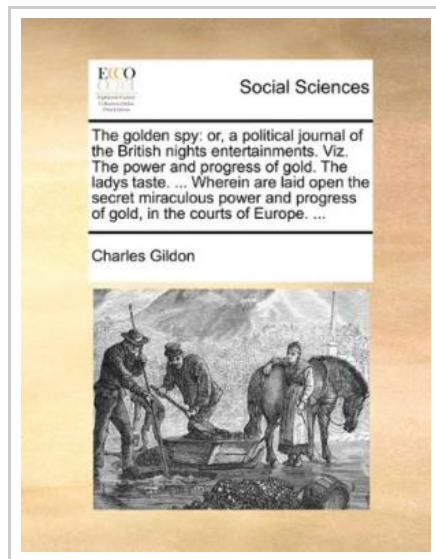 ECCO
Social Sciences
The golden spy: or, a political journal of
the British nights entertainments. Viz.
The power and progress of gold. The
ladys taste. ... Wherein are laid open the
secret miraculous power and progress
of gold, in the courts of Europe. ...
Charles Gildon